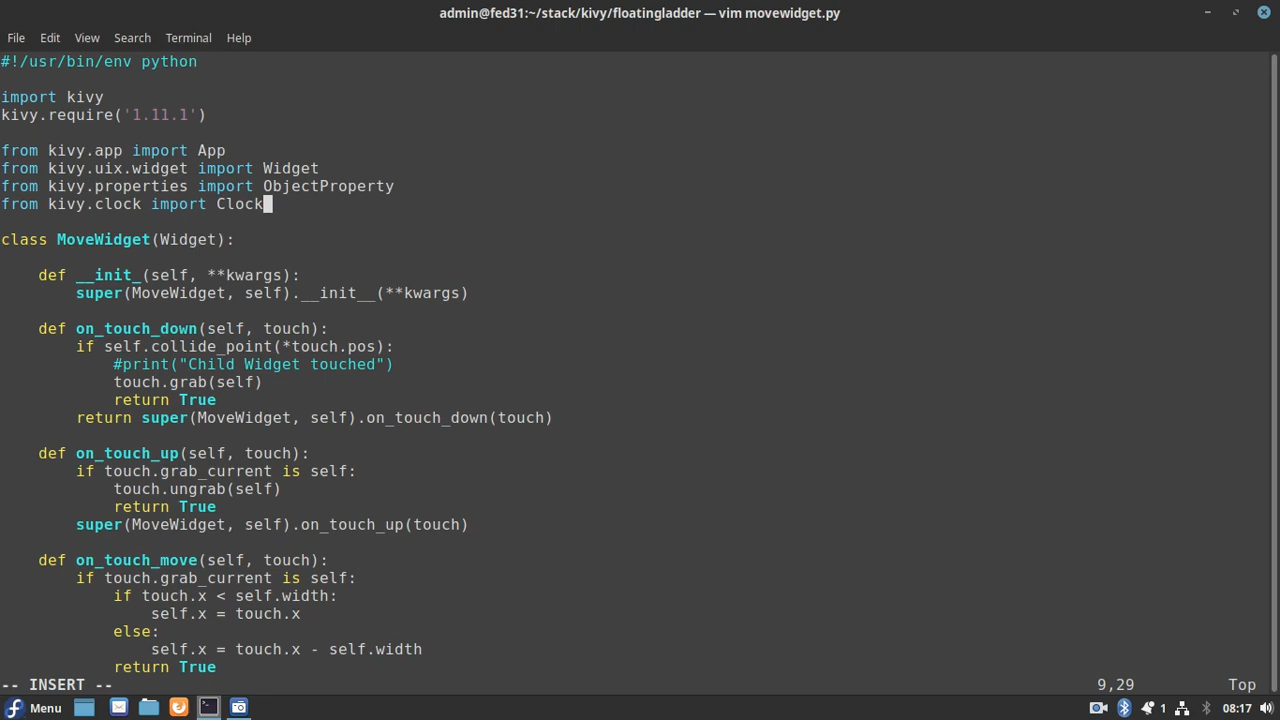 admin@fed31:~/stack/kivy/floatingladder — vim movewidget.py
File Edit View Search Terminal Help
#!/usr/bin/env python
import kivy
kivy.require('1.11.1')
from kivy.app import App
from kivy.uix.widget import Widget
from kivy.properties import ObjectProperty
from kivy.clock import Clock
class MoveWidget(Widget):
    def __init_(self, **kwargs):
        super(MoveWidget, self).__init__(**kwargs)
    def on_touch_down(self, touch):
        if self.collide_point(*touch.pos):
            #print("Child Widget touched")
            touch.grab(self)
            return True
        return super(MoveWidget, self).on_touch_down(touch)
    def on_touch_up(self, touch):
        if touch.grab_current is self:
            touch.ungrab(self)
            return True
        super(MoveWidget, self).on_touch_up(touch)
    def on_touch_move(self, touch):
        if touch.grab_current is self:
            if touch.x < self.width:
                self.x = touch.x
            else:
                self.x = touch.x - self.width
            return True
-- INSERT -- 9,29 Top
Menu 1 08:17